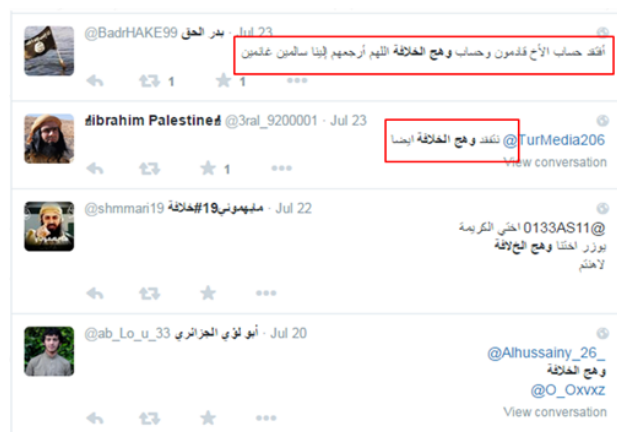 @BadrHAKE99 بدر الحق · Jul 23
أفتقد حساب الأخ قادمون وحساب وهج الخلافة اللهم أرجعهم إلينا سالمين غانمين
1 1
ibrahim Palestine @3ral_9200001 · Jul 23
@TurMedia206 نتفقد وهج الخلافة ايضا
1
View conversation
@shmmari19 مايهموني19#خلافة · Jul 22
@0133AS11 اختي الكريمة
يوزر اختنا وهج الخلافة
لاهنتم
@ab_Lo_u_33 أبو لؤي الجزائري · Jul 20
@Alhussainy_26_
وهج الخلافة
@O_Oxvxz
View conversation